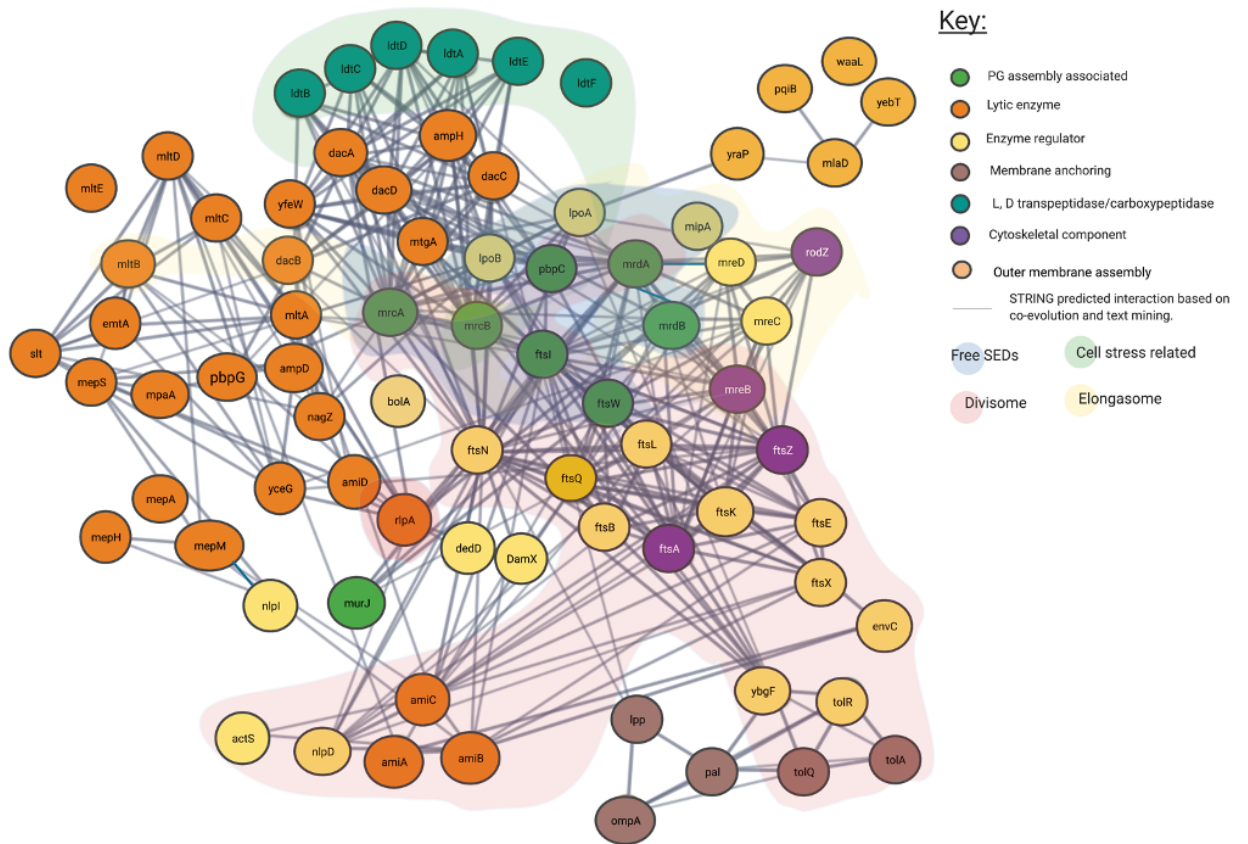 Key:
PG assembly associated
Lytic enzyme
Enzyme regulator
Membrane anchoring
L, D transpeptidase/carboxypeptidase
Cytoskeletal component
Outer membrane assembly
STRING predicted interaction based on
co-evolution and text mining.
Free SEDs
Cell stress related
Divisome
Elongasome
ldtD
ldtA
ldtC
ldtE
ldtB
ldtF
waaL
pqiB
yebT
yraP
mlaD
mltD
mltE
mltC
dacA
ampH
dacC
dacD
yfeW
mtgA
lpoA
mipA
lpoB
pbpC
mrdA
mreD
rodZ
mltB
dacB
mrcA
mrcB
mrdB
mreC
emtA
mltA
slt
ftsI
mepS
mpaA
pbpG
ampD
mreB
nagZ
bolA
ftsW
ftsN
ftsL
ftsZ
yceG
amiD
ftsQ
mepA
rlpA
ftsB
ftsK
ftsE
mepH
mepM
dedD
DamX
ftsA
ftsX
nlpI
murJ
envC
amiC
ybgF
tolR
lpp
actS
nlpD
amiA
amiB
pal
tolQ
tolA
ompA